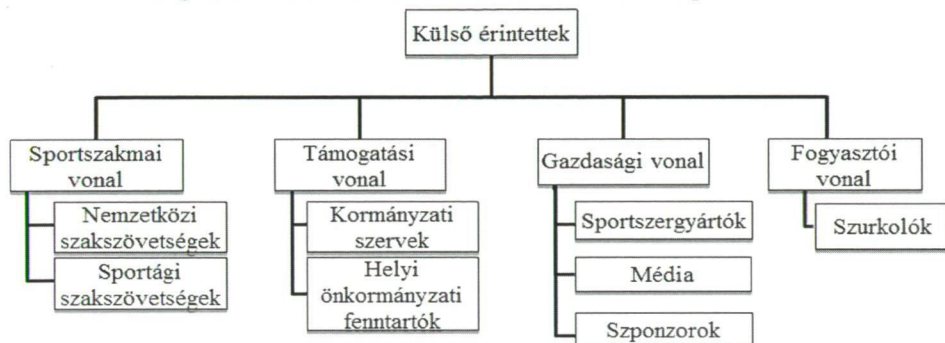 Külső érintettek
Sportszakmai
vonal
Nemzetközi
szakszövetségek
Sportági
szakszövetségek
Támogatási
vonal
Kormányzati
szervek
Helyi
önkormányzati
fenntartók
Gazdasági vonal
Sportszergyártók
Média
Szponzorok
Fogyasztói
vonal
Szurkolók